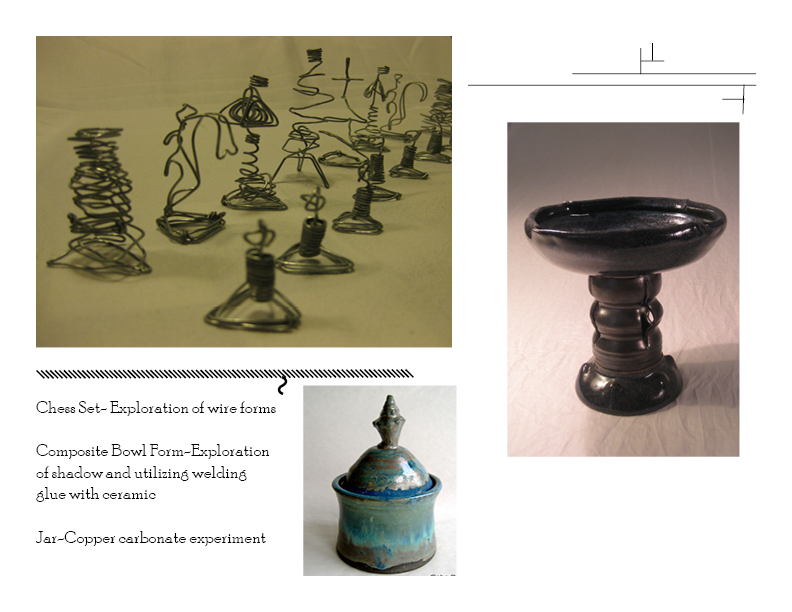 Chess Set- Exploration of wire forms
Composite Bowl Form-Exploration
of shadow and utilizing welding
glue with ceramic
Jar-Copper carbonate experiment